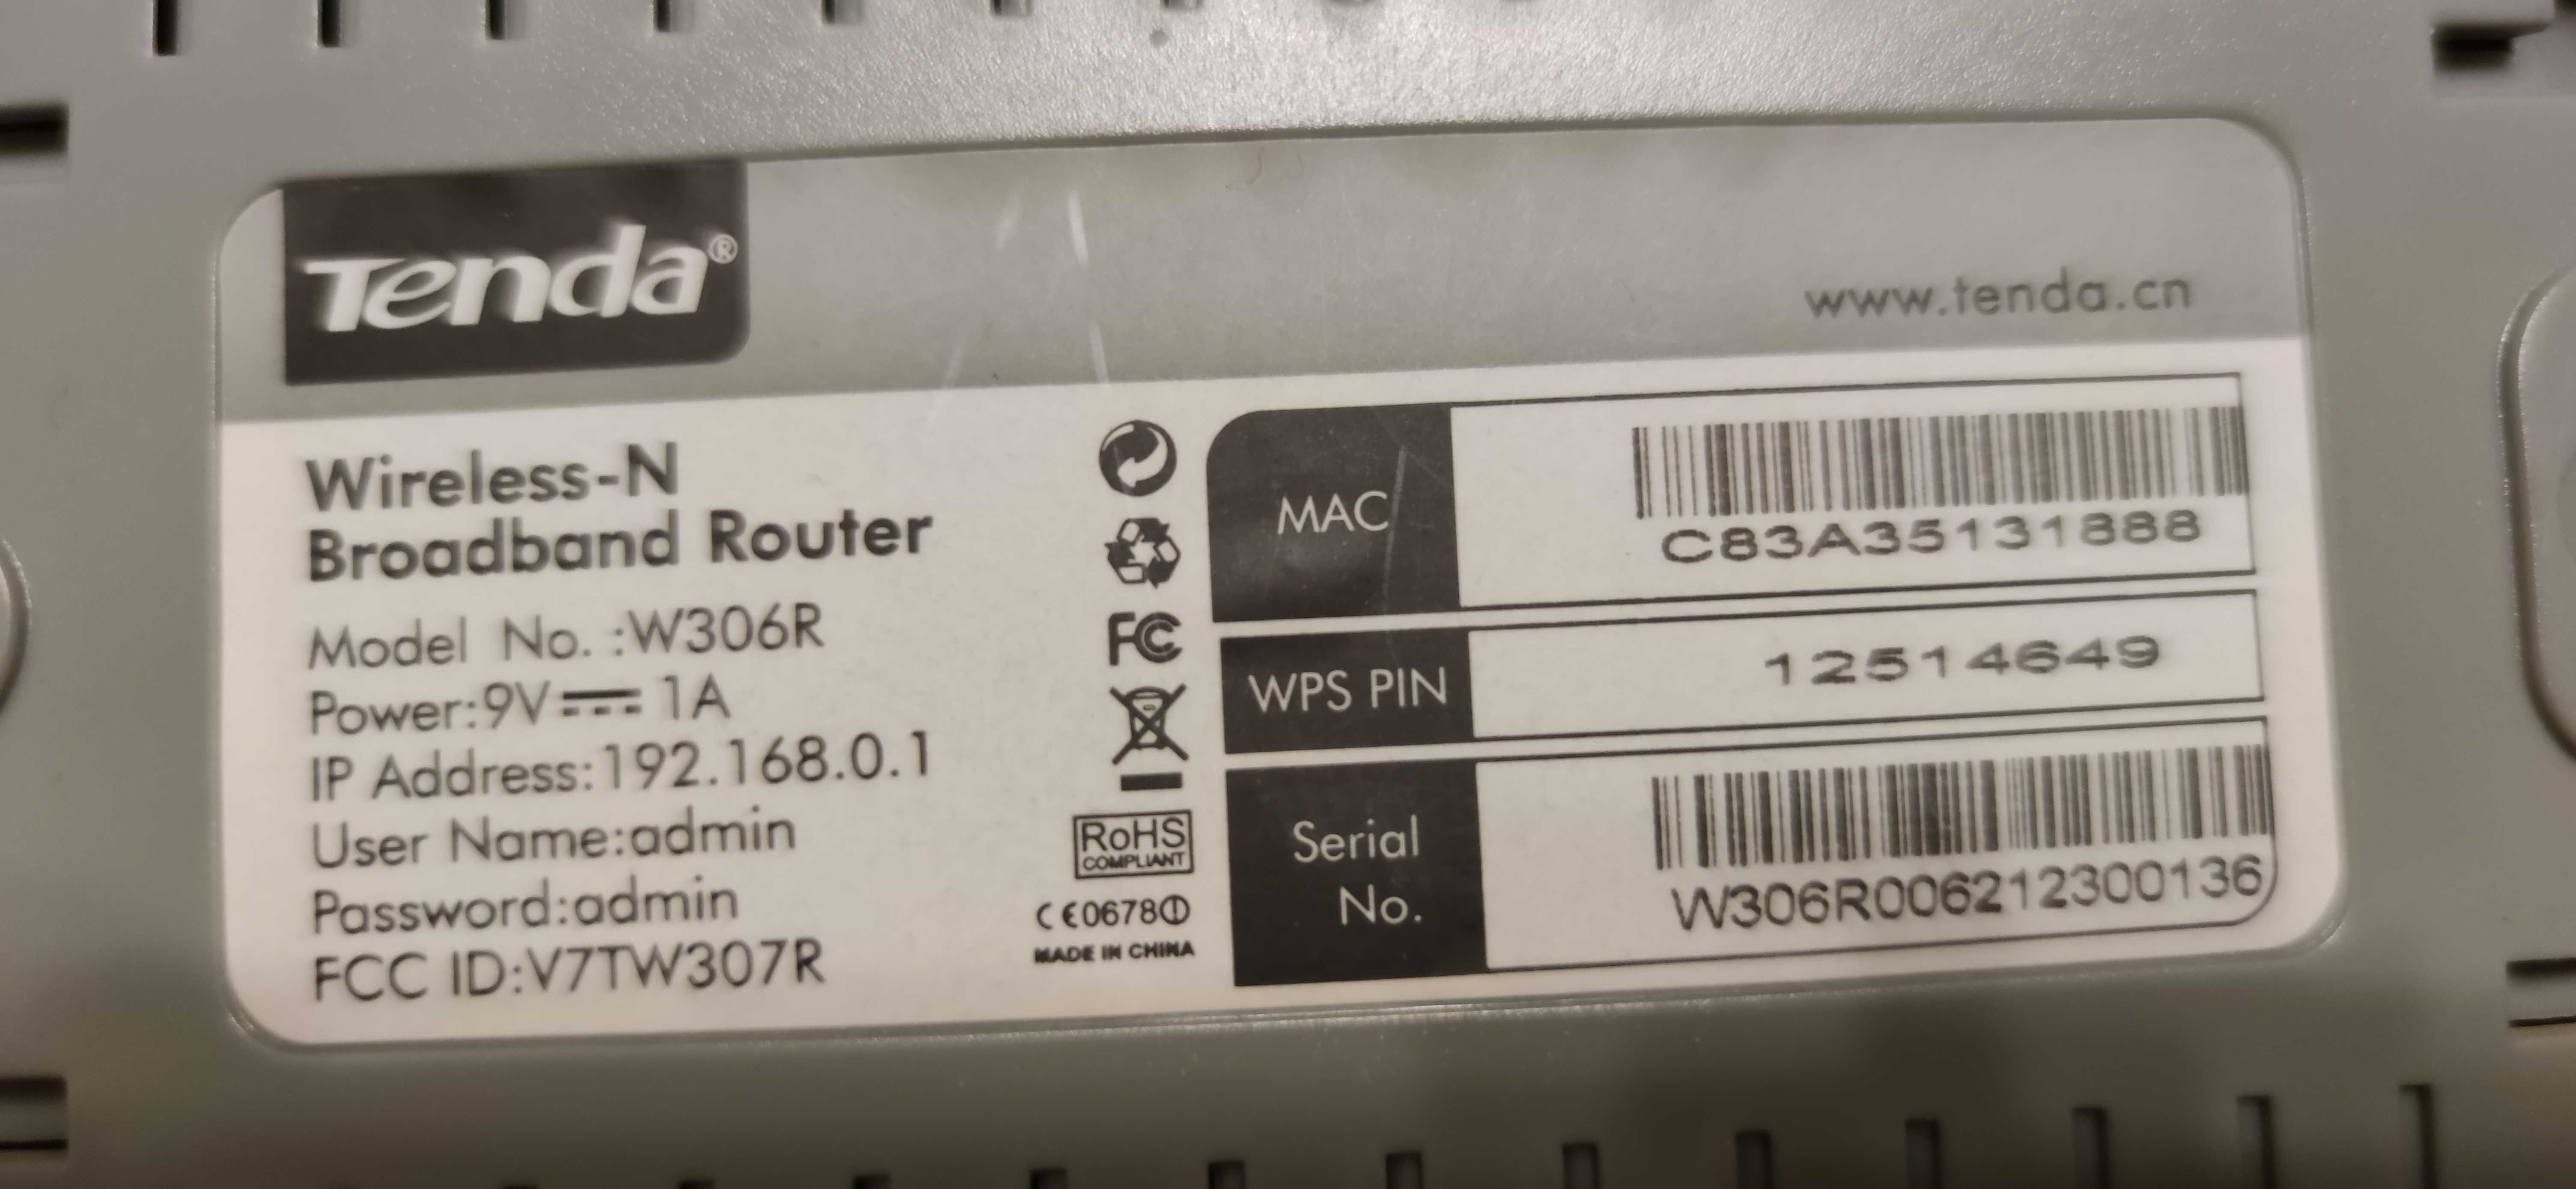 Tenda®
www.tenda.cn
Wireless-N
Broadband Router
Model No.:W306R
Power:9V⎓1A
IP Address:192.168.0.1
User Name:admin
Password:admin
FCC ID:V7TW307R
FC
RoHS
COMPLIANT
CE0678
MADE IN CHINA
MAC
C83A35131888
WPS PIN
12514649
Serial
No.
W306R006212300136